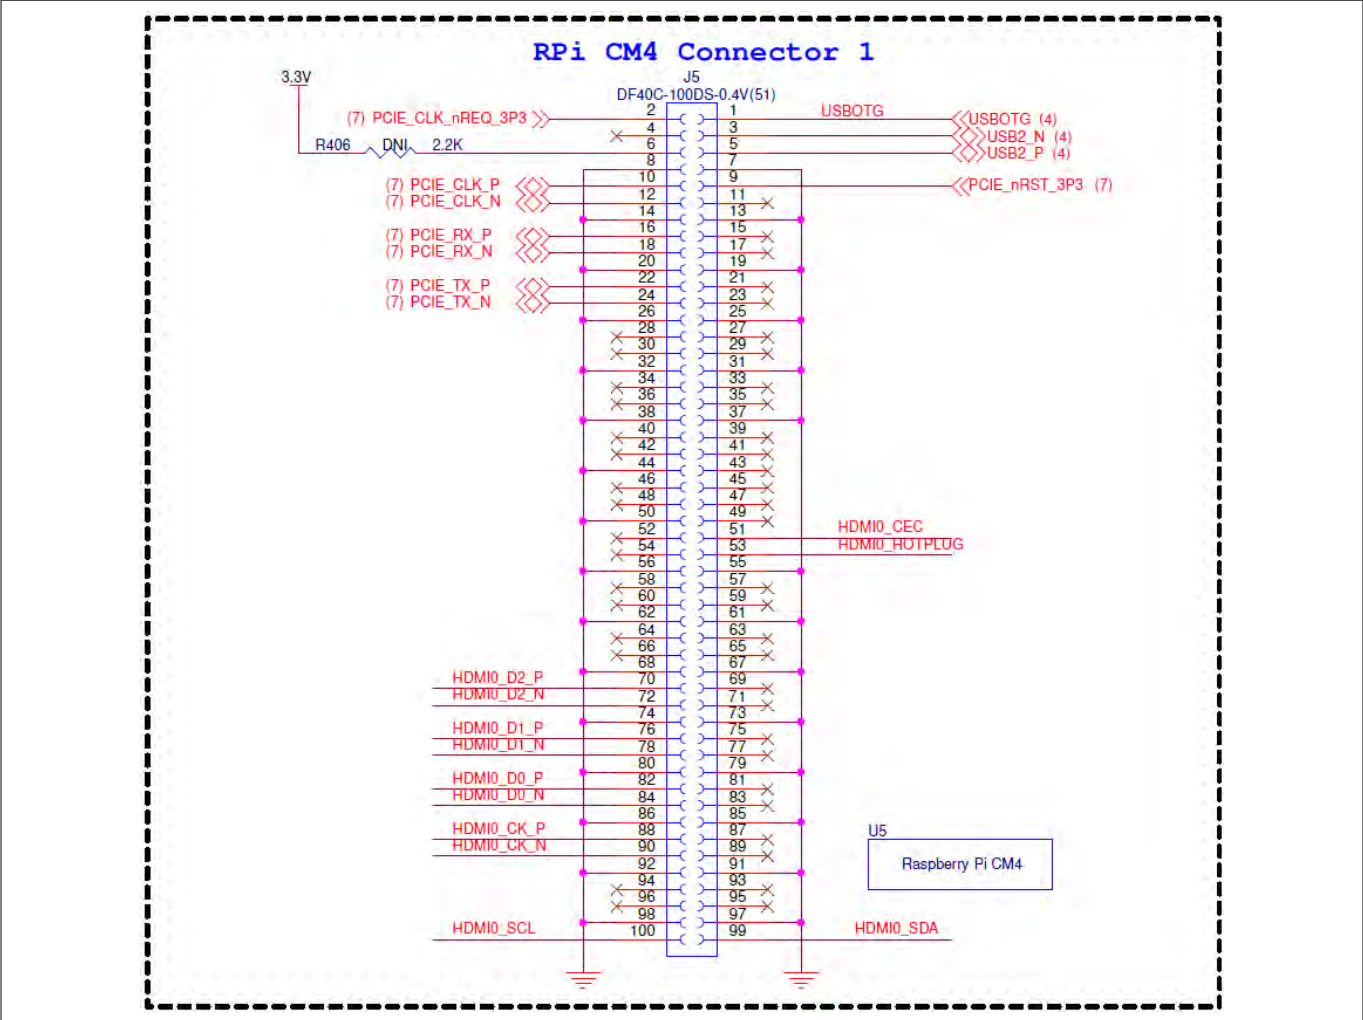 RPi CM4 Connector 1
3.3V
J5
DF40C-100DS-0.4V(51)
(7) PCIE_CLK_nREQ_3P3 2 1 USBOTG USBOTG (4)
4 3 USB2_N (4)
R406 DNI 2.2K 6 5 USB2_P (4)
8 7
(7) PCIE_CLK_P 10 9 PCIE_nRST_3P3 (7)
(7) PCIE_CLK_N 12 11
14 13
(7) PCIE_RX_P 16 15
(7) PCIE_RX_N 18 17
20 19
(7) PCIE_TX_P 22 21
(7) PCIE_TX_N 24 23
26 25
28 27
30 29
32 31
34 33
36 35
38 37
40 39
42 41
44 43
46 45
48 47
50 49
52 51 HDMI0_CEC
54 53 HDMI0_HOTPLUG
56 55
58 57
60 59
62 61
64 63
66 65
68 67
HDMI0_D2_P 70 69
HDMI0_D2_N 72 71
74 73
HDMI0_D1_P 76 75
HDMI0_D1_N 78 77
80 79
HDMI0_D0_P 82 81
HDMI0_D0_N 84 83
86 85
HDMI0_CK_P 88 87
HDMI0_CK_N 90 89
92 91
94 93
96 95
98 97
HDMI0_SCL 100 99 HDMI0_SDA
U5
Raspberry Pi CM4